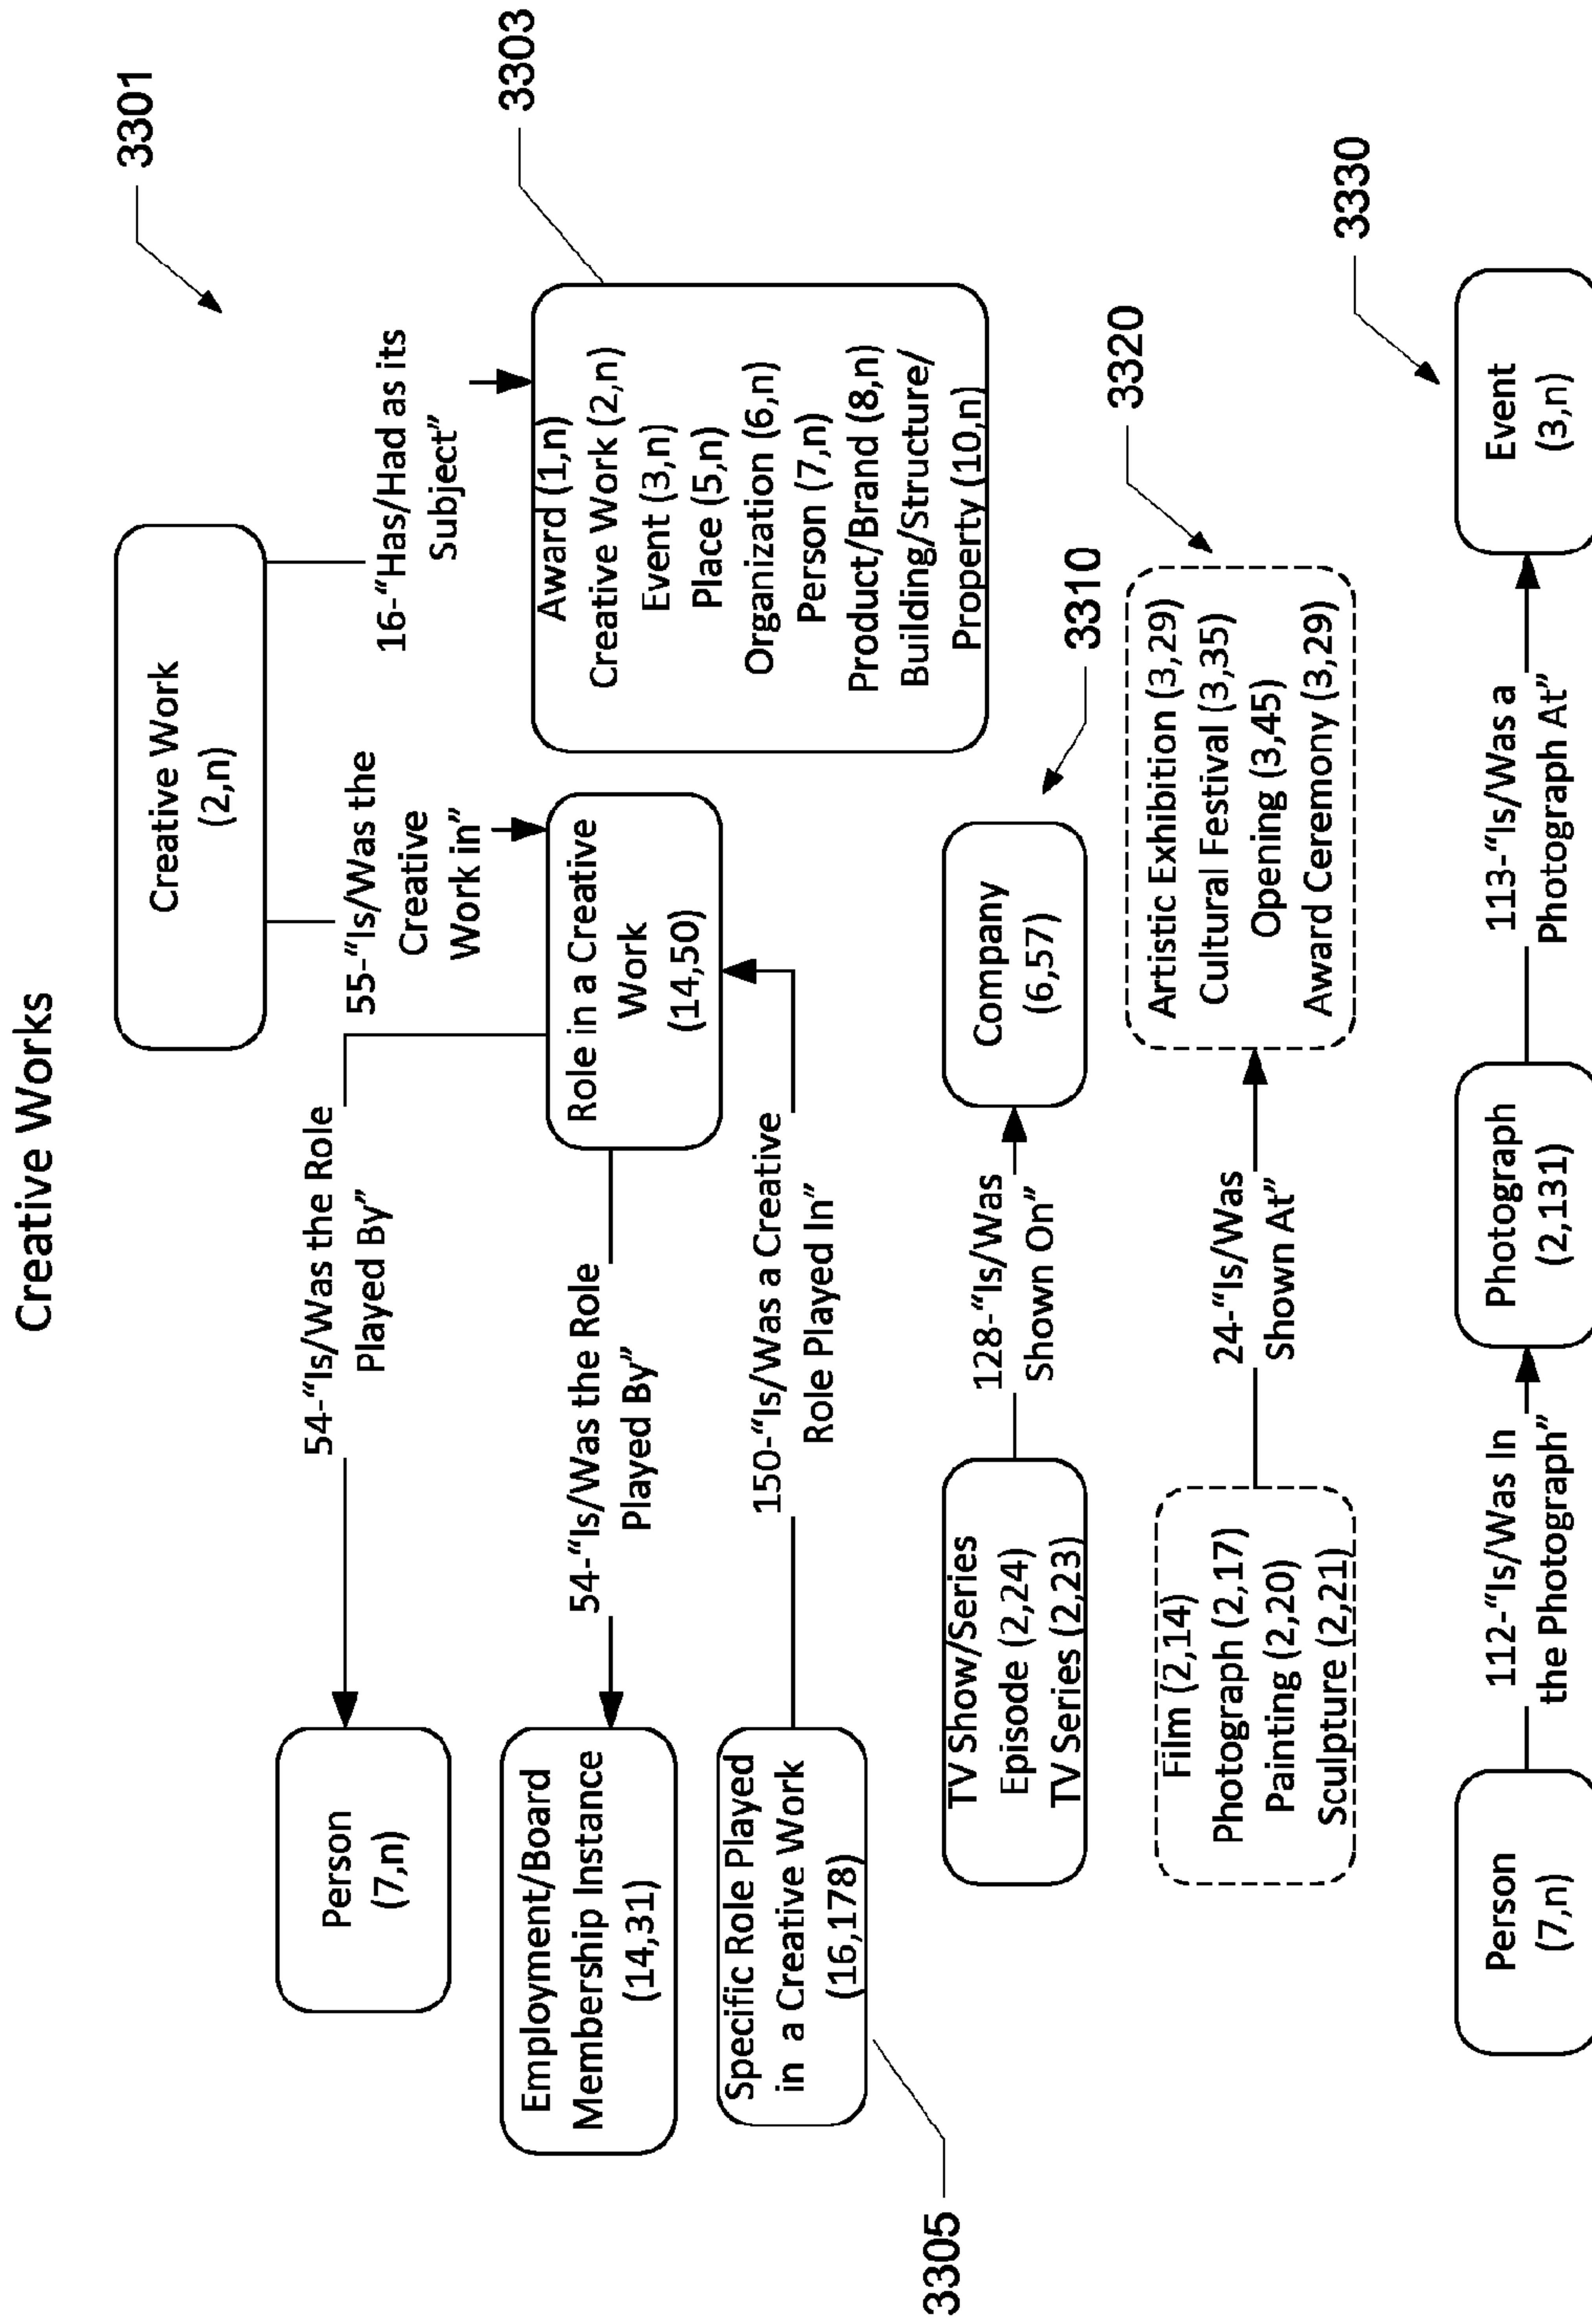 Creative Works
3301
Creative Work
(2,n)
54-“Is/Was the Role
Played By”
55-“Is/Was the
Creative
Work in”
16-“Has/Had as its
Subject”
3303
Person
(7,n)
Employment/Board
Membership Instance
(14,31)
54-“Is/Was the Role
Played By”
Role in a Creative
Work
(14,50)
Award (1,n)
Creative Work (2,n)
Event (3,n)
Place (5,n)
Organization (6,n)
Person (7,n)
Product/Brand (8,n)
Building/Structure/
Property (10,n)
Specific Role Played
in a Creative Work
(16,178)
150-“Is/Was a Creative
Role Played In”
3305
TV Show/Series
Episode (2,24)
TV Series (2,23)
128-“Is/Was
Shown On”
Company
(6,57)
3310
Film (2,14)
Photograph (2,17)
Painting (2,20)
Sculpture (2,21)
24-“Is/Was
Shown At”
Artistic Exhibition (3,29)
Cultural Festival (3,35)
Opening (3,45)
Award Ceremony (3,29)
3320
Person
(7,n)
112-“Is/Was In
the Photograph”
Photograph
(2,131)
113-“Is/Was a
Photograph At”
Event
(3,n)
3330